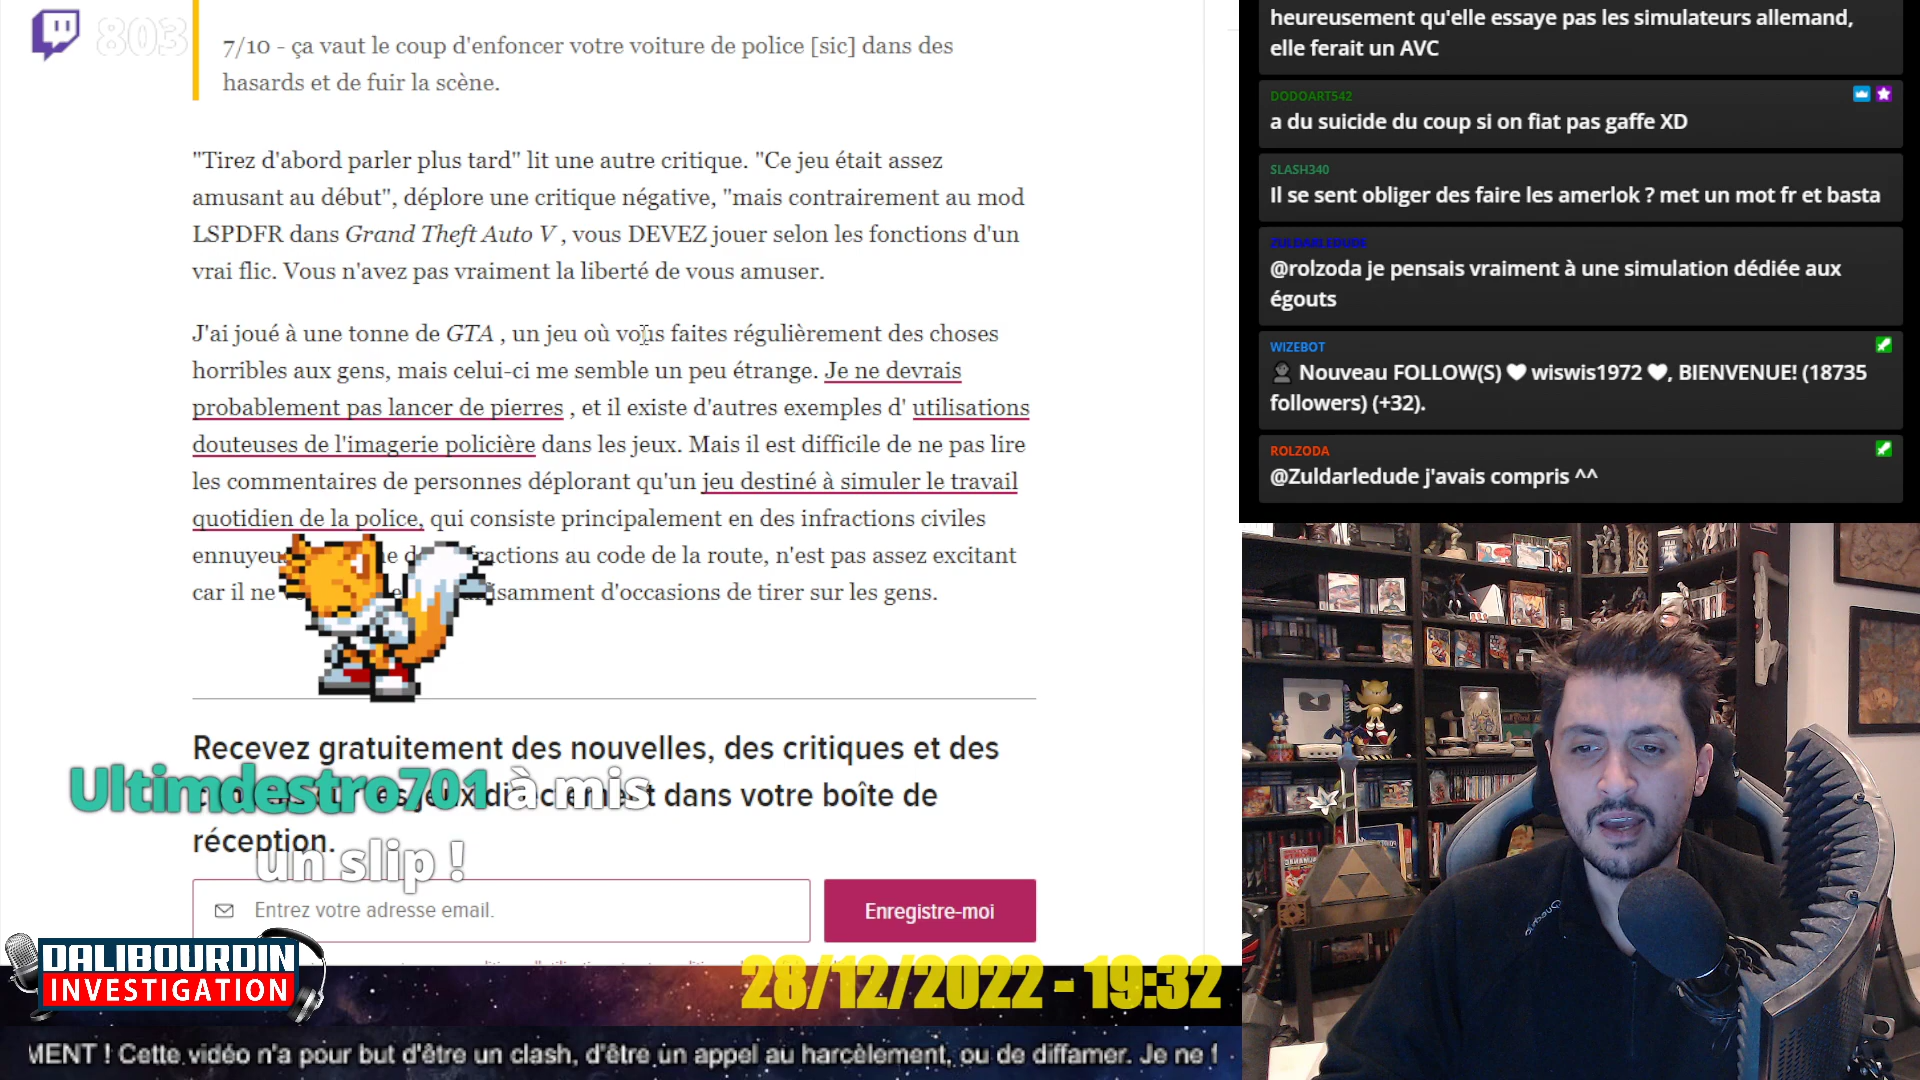 803
7/10 - ça vaut le coup d'enfoncer votre voiture de police [sic] dans des
hasards et de fuir la scène.
"Tirez d'abord parler plus tard" lit une autre critique. "Ce jeu était assez
amusant au début", déplore une critique négative, "mais contrairement au mod
LSPDFR dans Grand Theft Auto V , vous DEVEZ jouer selon les fonctions d'un
vrai flic. Vous n'avez pas vraiment la liberté de vous amuser.
J'ai joué à une tonne de GTA , un jeu où vous faites régulièrement des choses
horribles aux gens, mais celui-ci me semble un peu étrange. Je ne devrais
probablement pas lancer de pierres , et il existe d'autres exemples d' utilisations
douteuses de l'imagerie policière dans les jeux. Mais il est difficile de ne pas lire
les commentaires de personnes déplorant qu'un jeu destiné à simuler le travail
quotidien de la police, qui consiste principalement en des infractions civiles
au code de la route, n'est pas assez excitant
car il ne d'occasions de tirer sur les gens.
Recevez gratuitement des nouvelles, des critiques et des
dans votre boîte de
réception.
Ultimdestro701 à mis
un slip !
Entrez votre adresse email.
Enregistre-moi
DALIBOURDIN
INVESTIGATION
28/12/2022 - 19:32
MENT ! Cette vidéo n'a pour but d'être un clash, d'être un appel au harcèlement, ou de diffamer. Je ne
heureusement qu'elle essaye pas les simulateurs allemand,
elle ferait un AVC
DODOART542
a du suicide du coup si on fiat pas gaffe XD
SLASH340
Il se sent obliger des faire les amerlok ? met un mot fr et basta
ZULDARLEDUDE
@rolzoda je pensais vraiment à une simulation dédiée aux
égouts
WIZEBOT
Nouveau FOLLOW(S) ♥ wiswis1972 ♥, BIENVENUE! (18735
followers) (+32).
ROLZODA
@Zuldarledude j'avais compris ^^